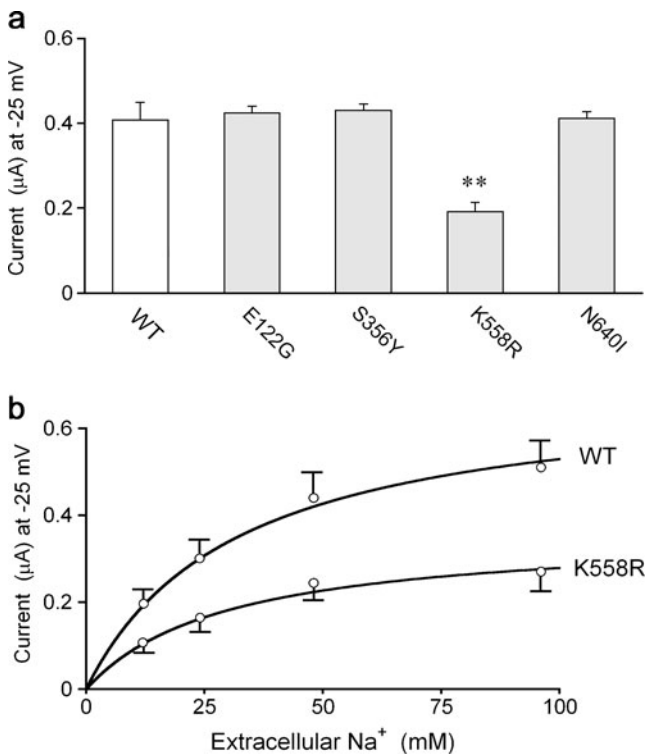 a
Current (μA) at -25 mV
0.6
0.4
0.2
0
**
WT
E122G
S356Y
K558R
N640I
b
Current (μA) at -25 mV
0.6
0.4
0.2
0
WT
K558R
0
25
50
75
100
Extracellular Na⁺ (mM)